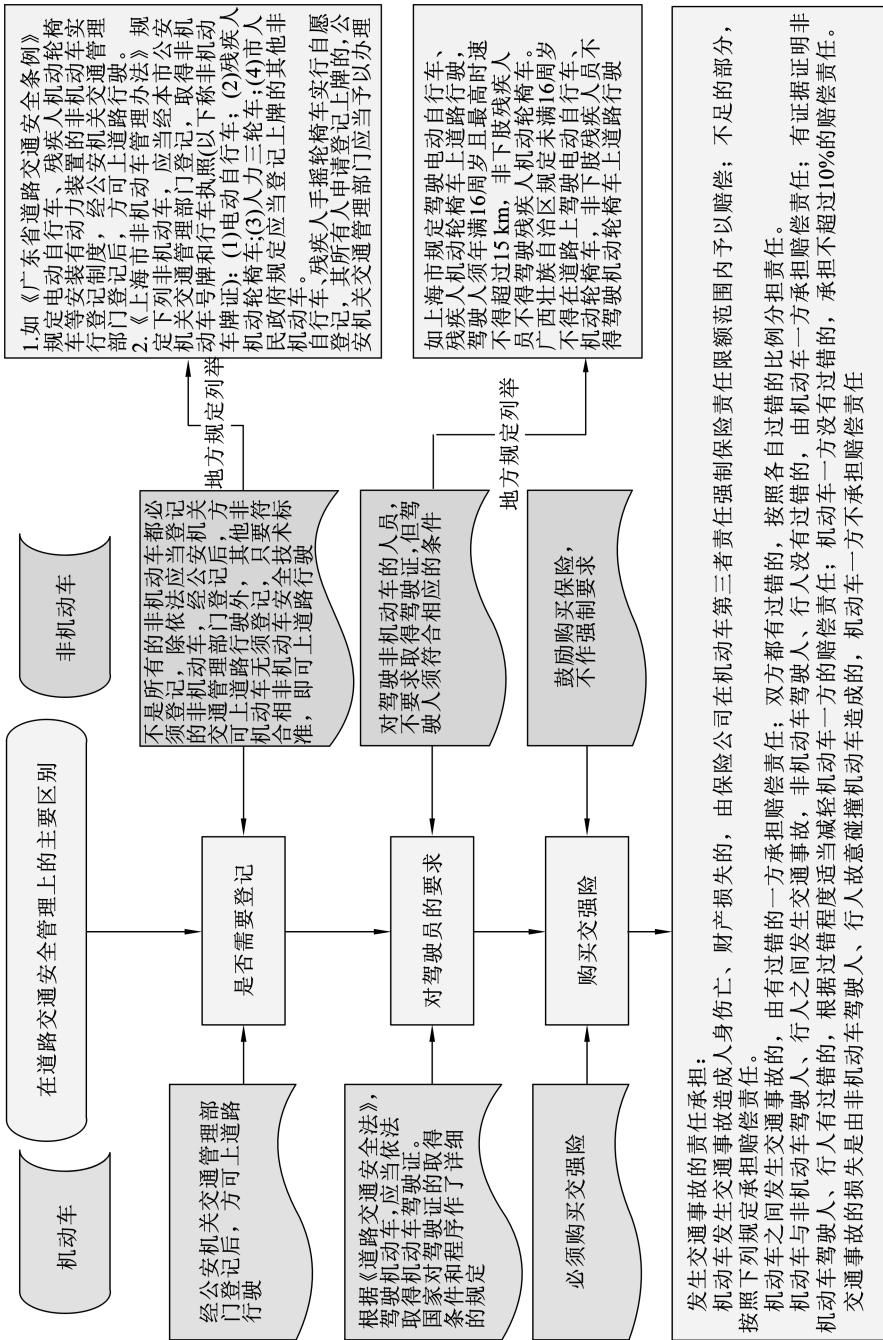 在道路交通安全管理上的主要区别
机动车
非机动车
是否需要登记
经公安机关交通管理部
门登记后，方可上道路
行驶
不是所有的非机动车都必
须登记，除依法应当登记
的非机动车，经公安机关
交通管理部门登记后，方
可上道路行驶外，其他非
机动车无须登记，只要符
合相非机动车安全技术标
准，即可上道路行驶
地方规定列举
1.如《广东省道路交通安全条例》
规定电动自行车、残疾人机动轮椅
车等安装有动力装置的非机动车实
行登记制度，经公安机关交通管理
部门登记后，方可上道路行驶。
2.《上海市非机动车管理办法》规
定下列非机动车，应当经本市公安
机关交通管理部门登记，取得非机
动车号牌和行车执照(以下称非机动
车牌证)：(1)电动自行车；(2)残疾人
机动轮椅车;(3)人力三轮车;(4)市人
民政府规定应当登记上牌的其他非
机动车。
自行车、残疾人手摇轮椅车实行自愿
登记，其所有人申请登记上牌的，公
安机关交通管理部门应当予以办理
对驾驶员的要求
根据《道路交通安全法》，
驾驶机动车,应当依法
取得机动车驾驶证。
国家对驾驶证的取得
条件和程序作了详细
的规定
对驾驶非机动车的人员，
不要求取得驾驶证,但驾
驶人须符合相应的条件
地方规定列举
如上海市规定驾驶电动自行车、
残疾人机动轮椅车上道路行驶，
驾驶人须年满16周岁且最高时速
不得超过15 km，非下肢残疾人
员不得驾驶残疾人机动轮椅车。
广西壮族自治区规定未满16周岁
不得在道路上驾驶电动自行车、
机动轮椅车，非下肢残疾人员不
得驾驶机动轮椅车上道路行驶
购买交强险
必须购买交强险
鼓励购买保险，
不作强制要求
发生交通事故的责任承担：
机动车发生交通事故造成人身伤亡、财产损失的，由保险公司在机动车第三者责任强制保险责任限额范围内予以赔偿；不足的部分，
按照下列规定承担赔偿责任。
机动车之间发生交通事故的，由有过错的一方承担赔偿责任；双方都有过错的，按照各自过错的比例分担责任。
机动车与非机动车驾驶人、行人之间发生交通事故，非机动车驾驶人、行人没有过错的，由机动车一方承担赔偿责任；有证据证明非
机动车驾驶人、行人有过错的，根据过错程度适当减轻机动车一方的赔偿责任；机动车一方没有过错的，承担不超过10%的赔偿责任。
交通事故的损失是由非机动车驾驶人、行人故意碰撞机动车造成的，机动车一方不承担赔偿责任